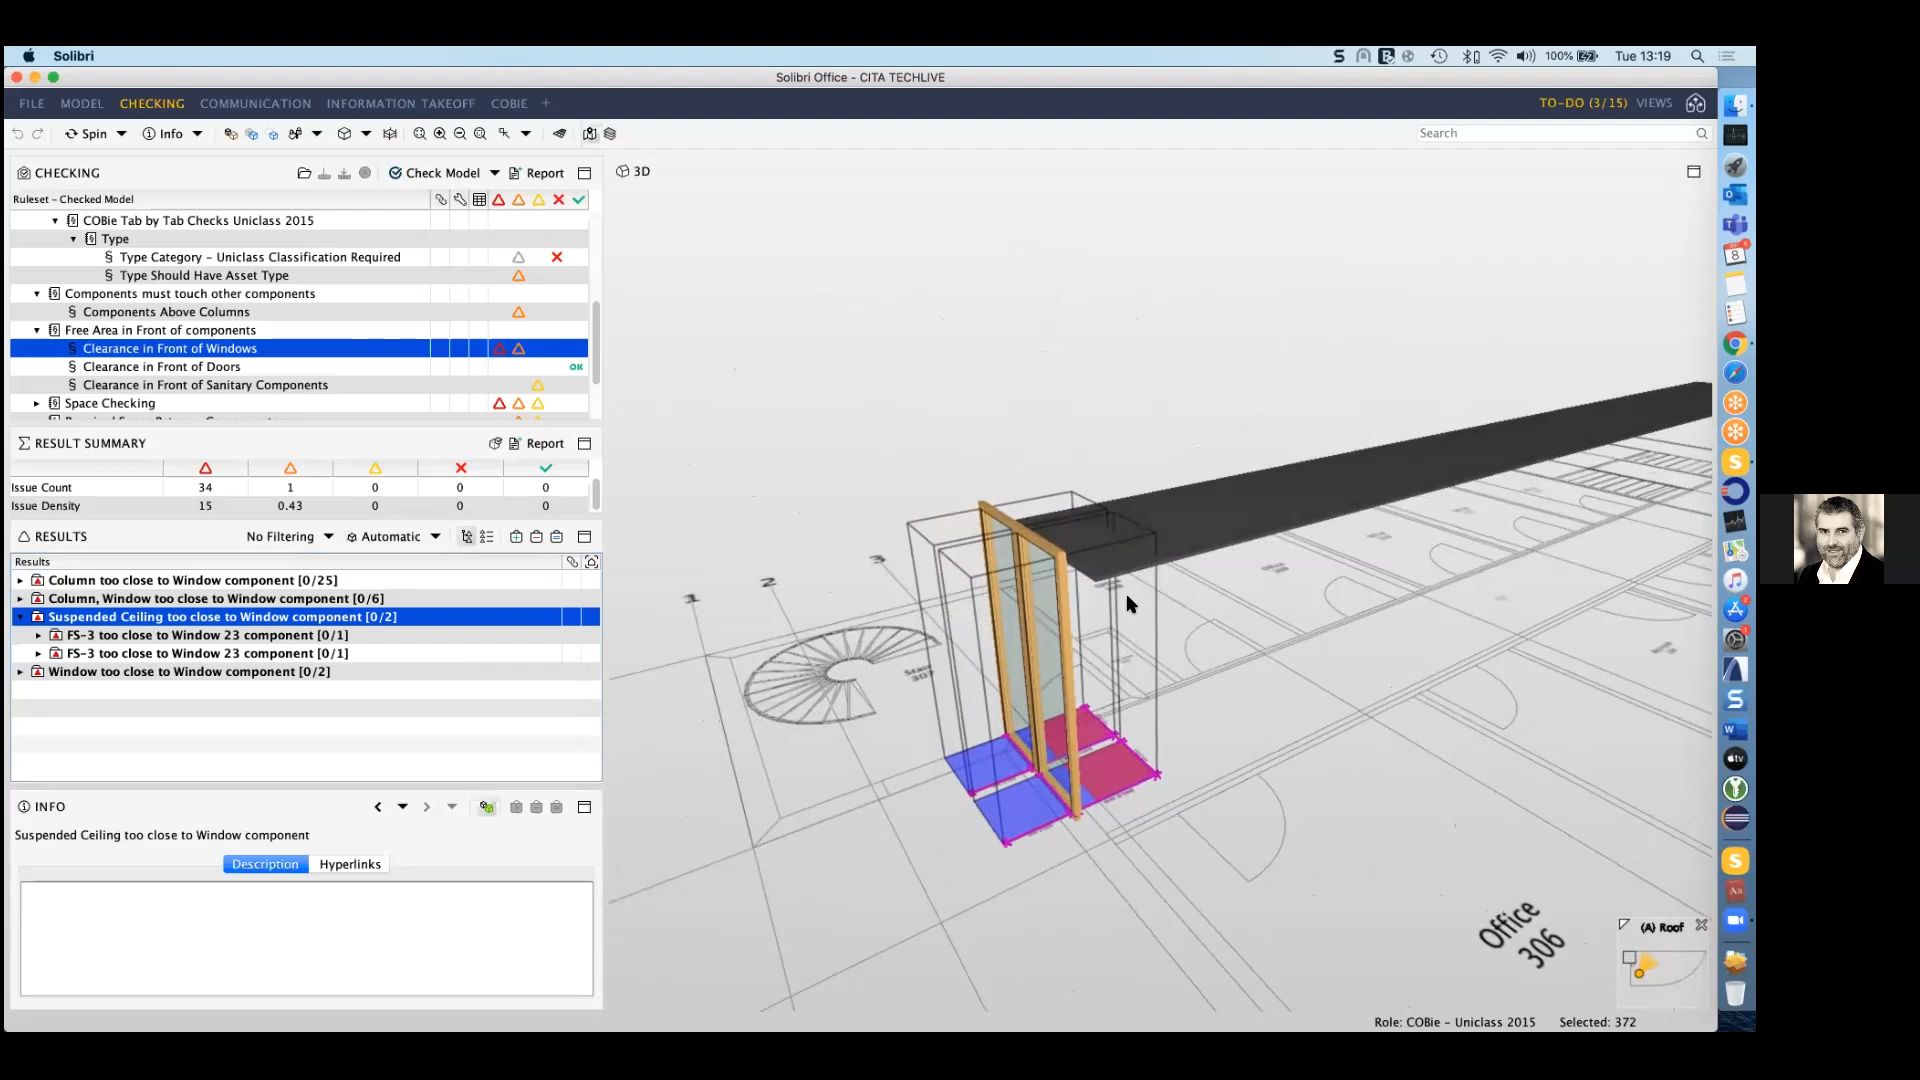 Solibri
100%
Tue 13:19
Solibri Office - CITA TECHLIVE
FILE MODEL CHECKING COMMUNICATION INFORMATION TAKEOFF COBIE +
TO-DO (3/15) VIEWS
Spin Info
Search
CHECKING
Check Model Report
3D
Ruleset - Checked Model
COBie Tab by Tab Checks Uniclass 2015
Type
§ Type Category - Uniclass Classification Required
§ Type Should Have Asset Type
Components must touch other components
§ Components Above Columns
Free Area in Front of components
§ Clearance in Front of Windows
§ Clearance in Front of Doors OK
§ Clearance in Front of Sanitary Components
Space Checking
RESULT SUMMARY Report
Issue Count 34 1 0 0 0
Issue Density 15 0.43 0 0 0
RESULTS No Filtering Automatic
Results
Column too close to Window component [0/25]
Column, Window too close to Window component [0/6]
Suspended Ceiling too close to Window component [0/2]
FS-3 too close to Window 23 component [0/1]
FS-3 too close to Window 23 component [0/1]
Window too close to Window component [0/2]
INFO
Suspended Ceiling too close to Window component
Description Hyperlinks
1
2
3
Office
306
(A) Roof
Role: COBie - Uniclass 2015 Selected: 372